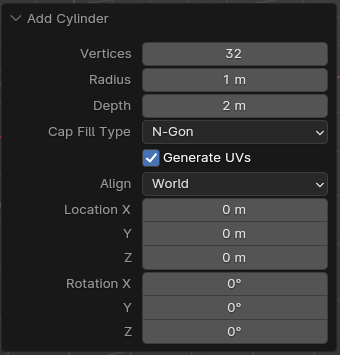 Add Cylinder
Vertices 32
Radius 1 m
Depth 2 m
Cap Fill Type N-Gon
Generate UVs
Align World
Location X 0 m
Y 0 m
Z 0 m
Rotation X 0°
Y 0°
Z 0°